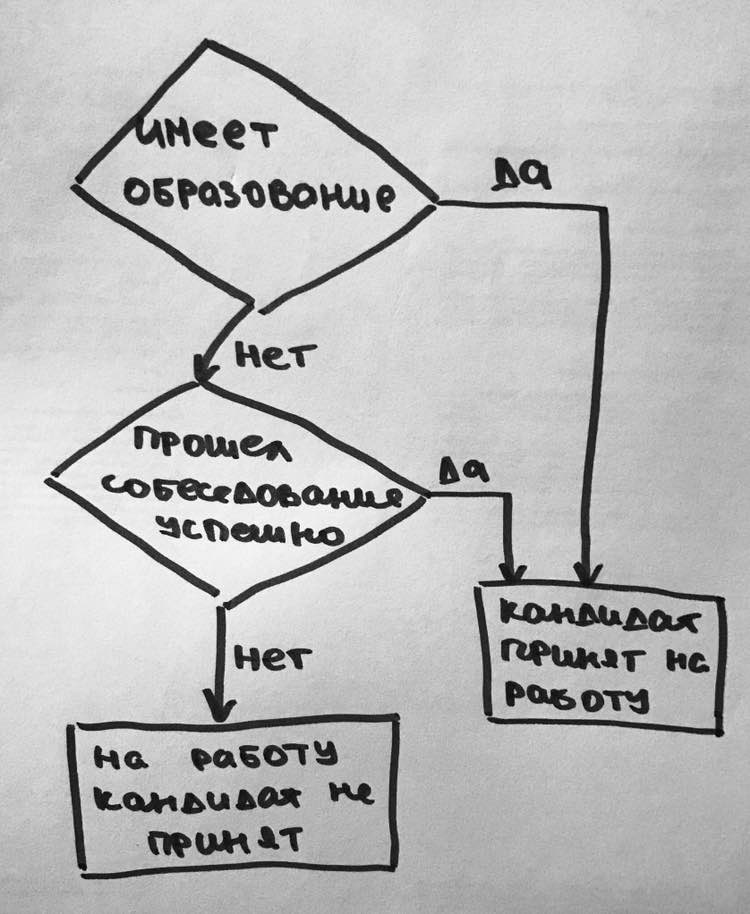 имеет
образование
да
нет
прошел
собеседование
успешно
да
нет
кандидат
принят на
работу
на работу
кандидат не
принят